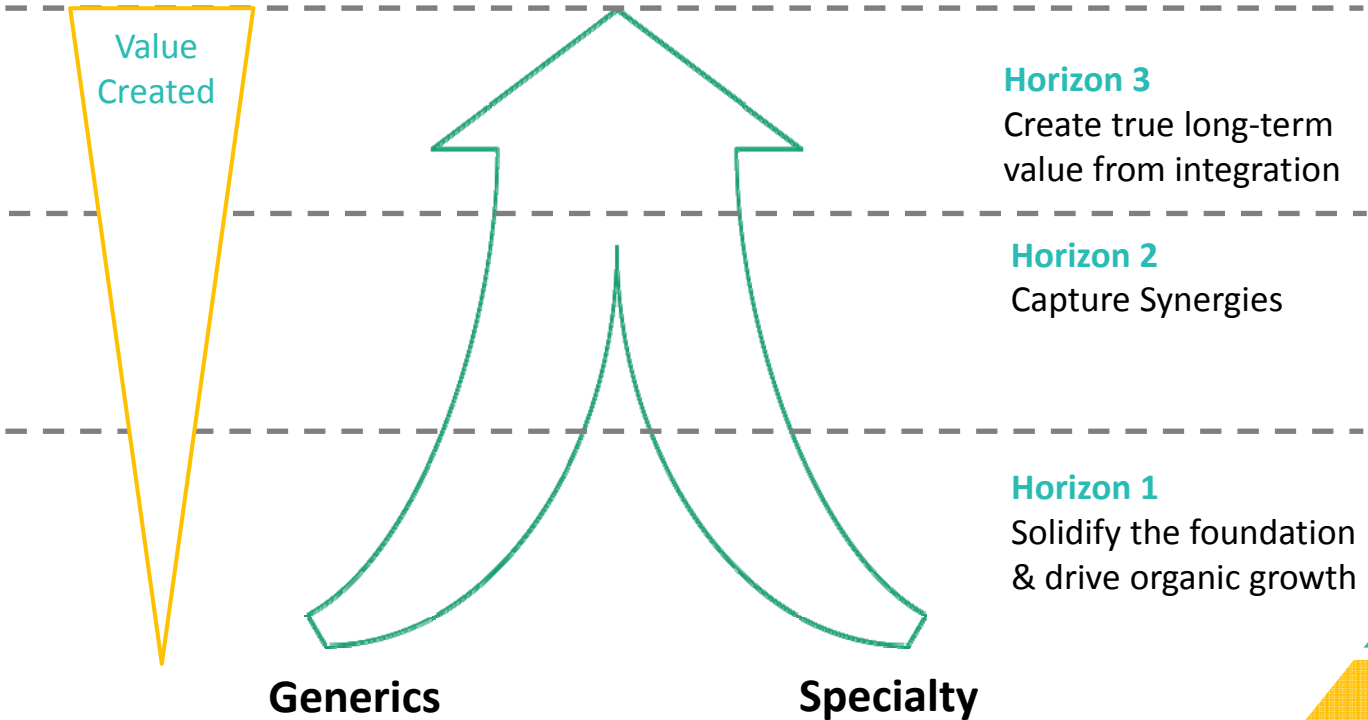 Value
Created
Horizon 3
Create true long-term
value from integration
Horizon 2
Capture Synergies
Horizon 1
Solidify the foundation
& drive organic growth
Generics
Specialty